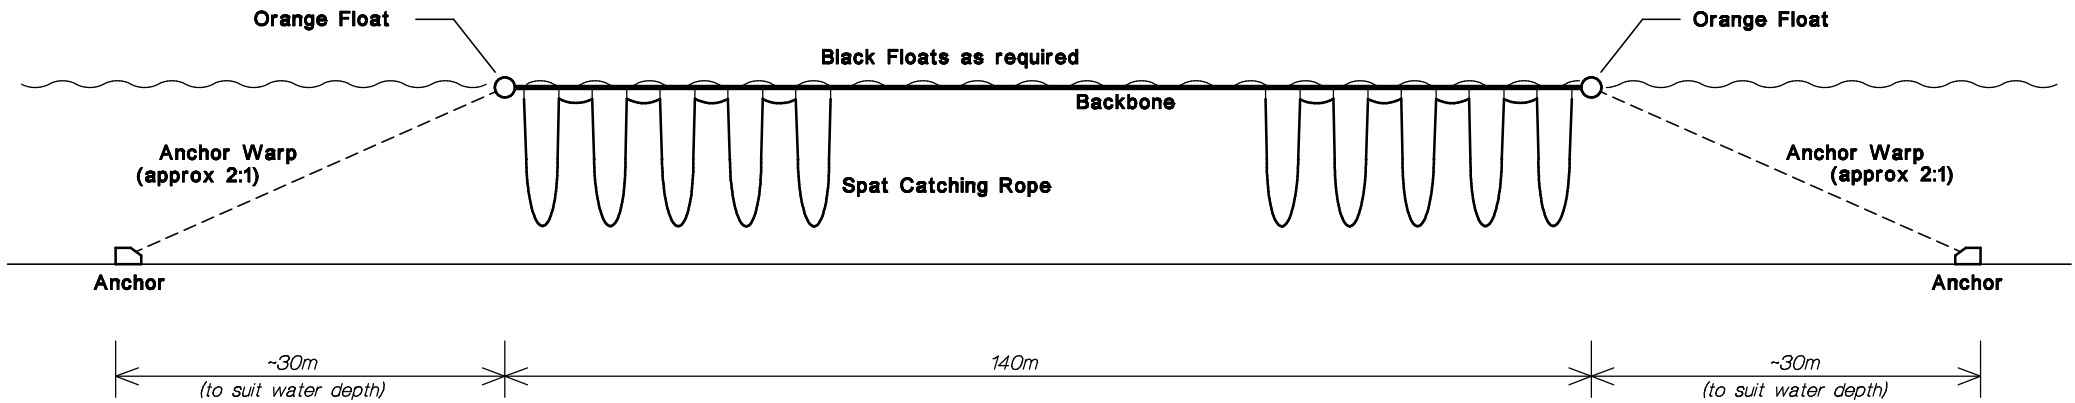 Orange Float
Orange Float
Black Floats as required
Backbone
Anchor Warp
(approx 2:1)
Anchor Warp
(approx 2:1)
Spat Catching Rope
Anchor
Anchor
~30m
(to suit water depth)
140m
~30m
(to suit water depth)